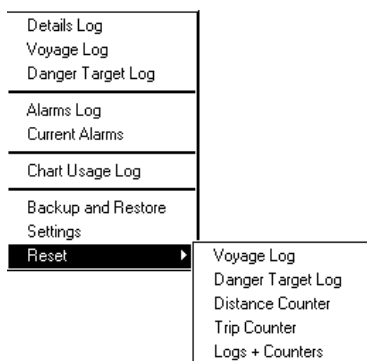 Details Log
Voyage Log
Danger Target Log
Alarms Log
Current Alarms
Chart Usage Log
Backup and Restore
Settings
Reset
Voyage Log
Danger Target Log
Distance Counter
Trip Counter
Logs + Counters